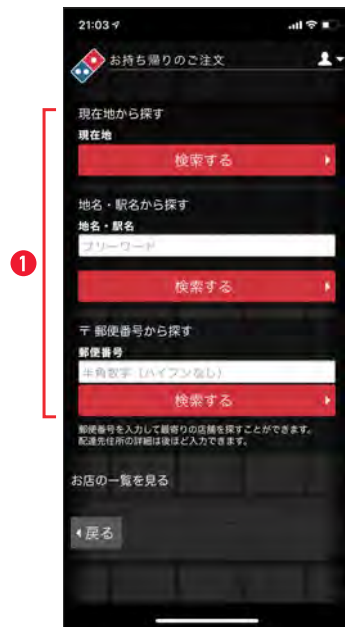 21:03
お持ち帰りのご注文
現在地から探す
現在地
検索する
地名・駅名から探す
地名・駅名
フリーワード
検索する
1
〒 郵便番号から探す
郵便番号
半角数字（ハイフンなし）
検索する
郵便番号を入力して最寄りの店舗を探すことができます。
配達先住所の詳細は後ほど入力できます。
お店の一覧を見る
戻る